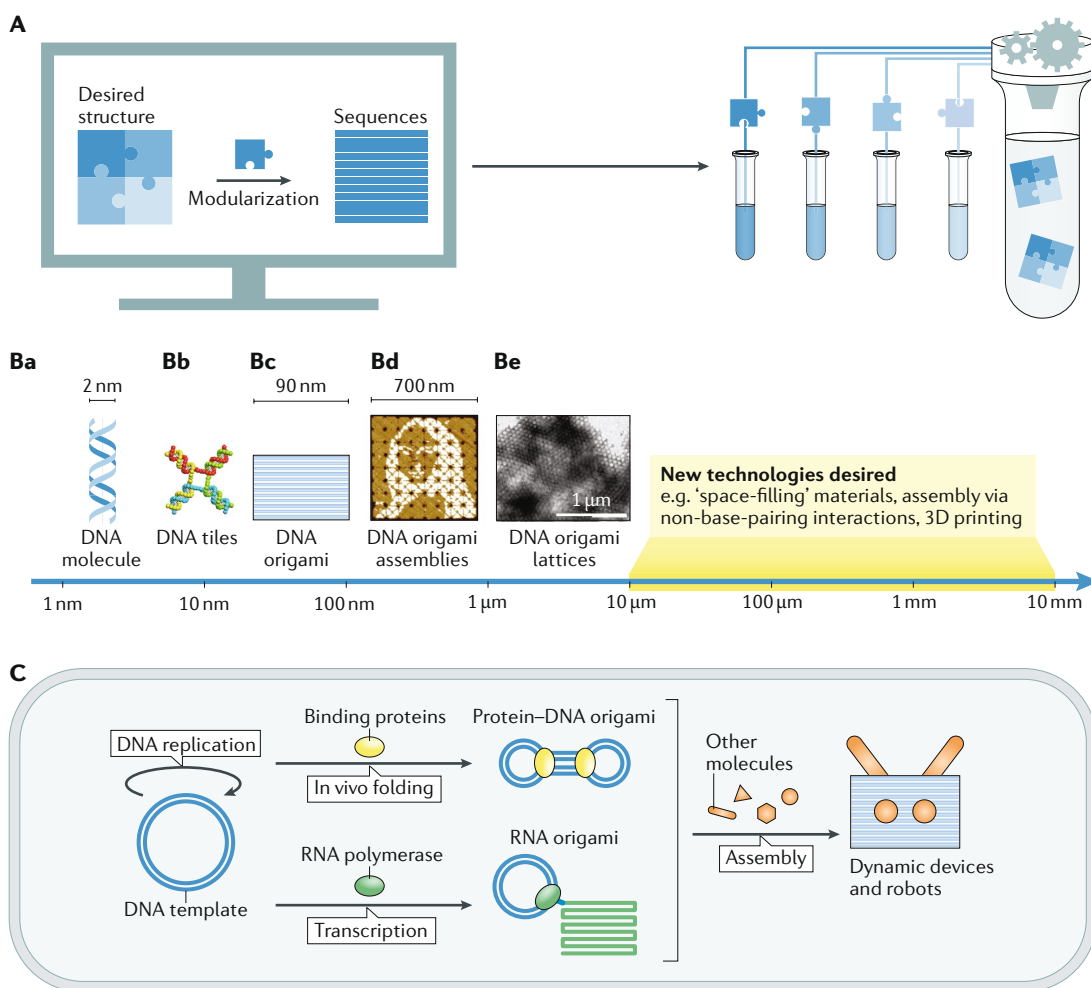 A
Desired
structure
Modularization
Sequences
Ba
Bb
Bc
Bd
Be
2 nm
90 nm
700 nm
1 μm
DNA
molecule
DNA tiles
DNA
origami
DNA origami
assemblies
DNA origami
lattices
New technologies desired
e.g. ‘space-filling’ materials, assembly via
non-base-pairing interactions, 3D printing
1 nm
10 nm
100 nm
1 μm
10 μm
100 μm
1 mm
10 mm
C
DNA replication
DNA template
Binding proteins
In vivo folding
Protein–DNA origami
RNA polymerase
Transcription
RNA origami
Other
molecules
Assembly
Dynamic devices
and robots